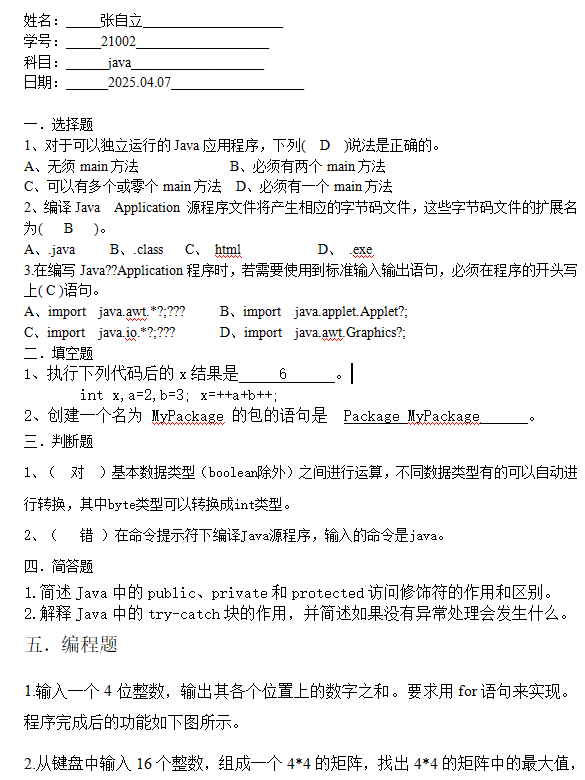 姓名：_____张自立____________________
学号：_____21002___________________
科目：______java___________________
日期：______2025.04.07___________________
一．选择题
1、对于可以独立运行的 Java 应用程序，下列( D )说法是正确的。
A、无须 main 方法 B、必须有两个 main 方法
C、可以有多个或零个 main 方法 D、必须有一个 main 方法
2、编译 Java Application 源程序文件将产生相应的字节码文件，这些字节码文件的扩展名
为( B )。
A、.java B、.class C、 html D、 .exe
3.在编写 Java??Application 程序时，若需要使用到标准输入输出语句，必须在程序的开头写
上( C )语句。
A、import java.awt.*?;??? B、import java.applet.Applet?;
C、import java.io.*?;??? D、import java.awt.Graphics?;
二．填空题
1、执行下列代码后的 x 结果是_____6______。
int x,a=2,b=3; x=++a+b++;
2、创建一个名为 MyPackage 的包的语句是 Package MyPackage______。
三．判断题
1、（ 对 ）基本数据类型（boolean除外）之间进行运算，不同数据类型有的可以自动进
行转换，其中byte类型可以转换成int类型。
2、（ 错 ）在命令提示符下编译Java源程序，输入的命令是java。
四．简答题
1.简述 Java 中的 public、private 和 protected 访问修饰符的作用和区别。
2.解释 Java 中的 try-catch 块的作用，并简述如果没有异常处理会发生什么。
五．编程题
1.输入一个 4 位整数，输出其各个位置上的数字之和。要求用 for 语句来实现。
程序完成后的功能如下图所示。
2.从键盘中输入 16 个整数，组成一个 4*4 的矩阵，找出 4*4 的矩阵中的最大值，